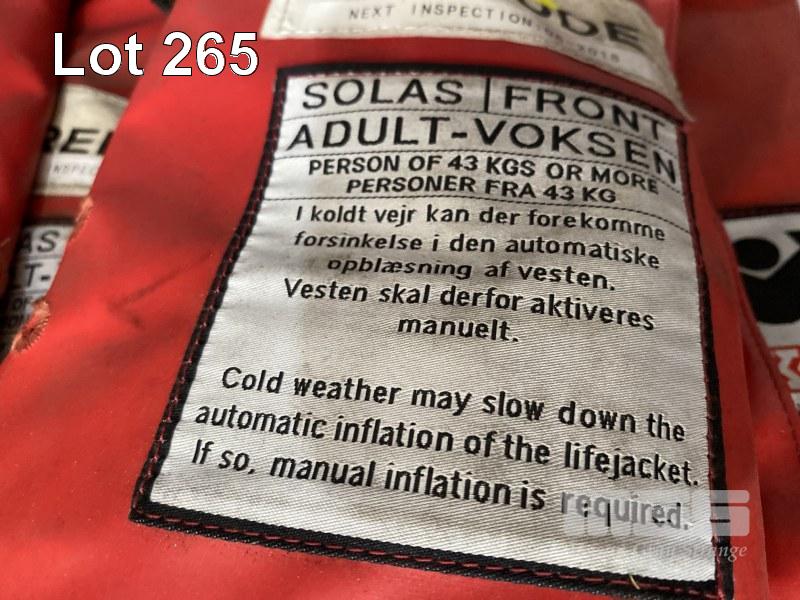 Lot 265
NEXT INSPECTION
SOLAS | FRONT
ADULT-VOKSEN
PERSON OF 43 KGS OR MORE
PERSONER FRA 43 KG
I koldt vejr kan der forekomme
forsinkelse i den automatiske
opblæsning af vesten.
Vesten skal derfor aktiveres
manuelt.
Cold weather may slow down the
automatic inflation of the lifejacket.
If so, manual inflation is required.